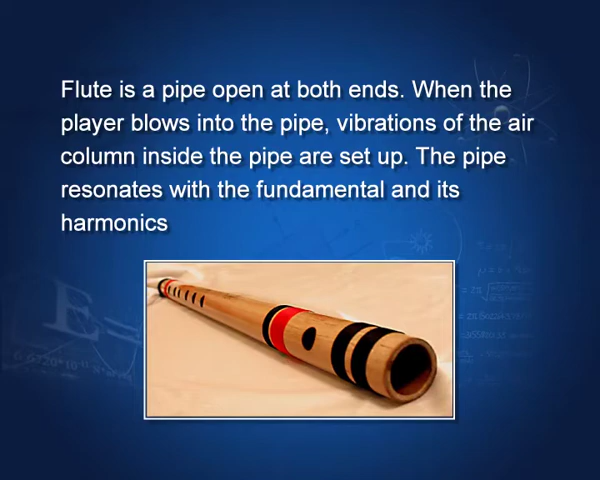 Flute is a pipe open at both ends. When the
player blows into the pipe, vibrations of the air
column inside the pipe are set up. The pipe
resonates with the fundamental and its
harmonics